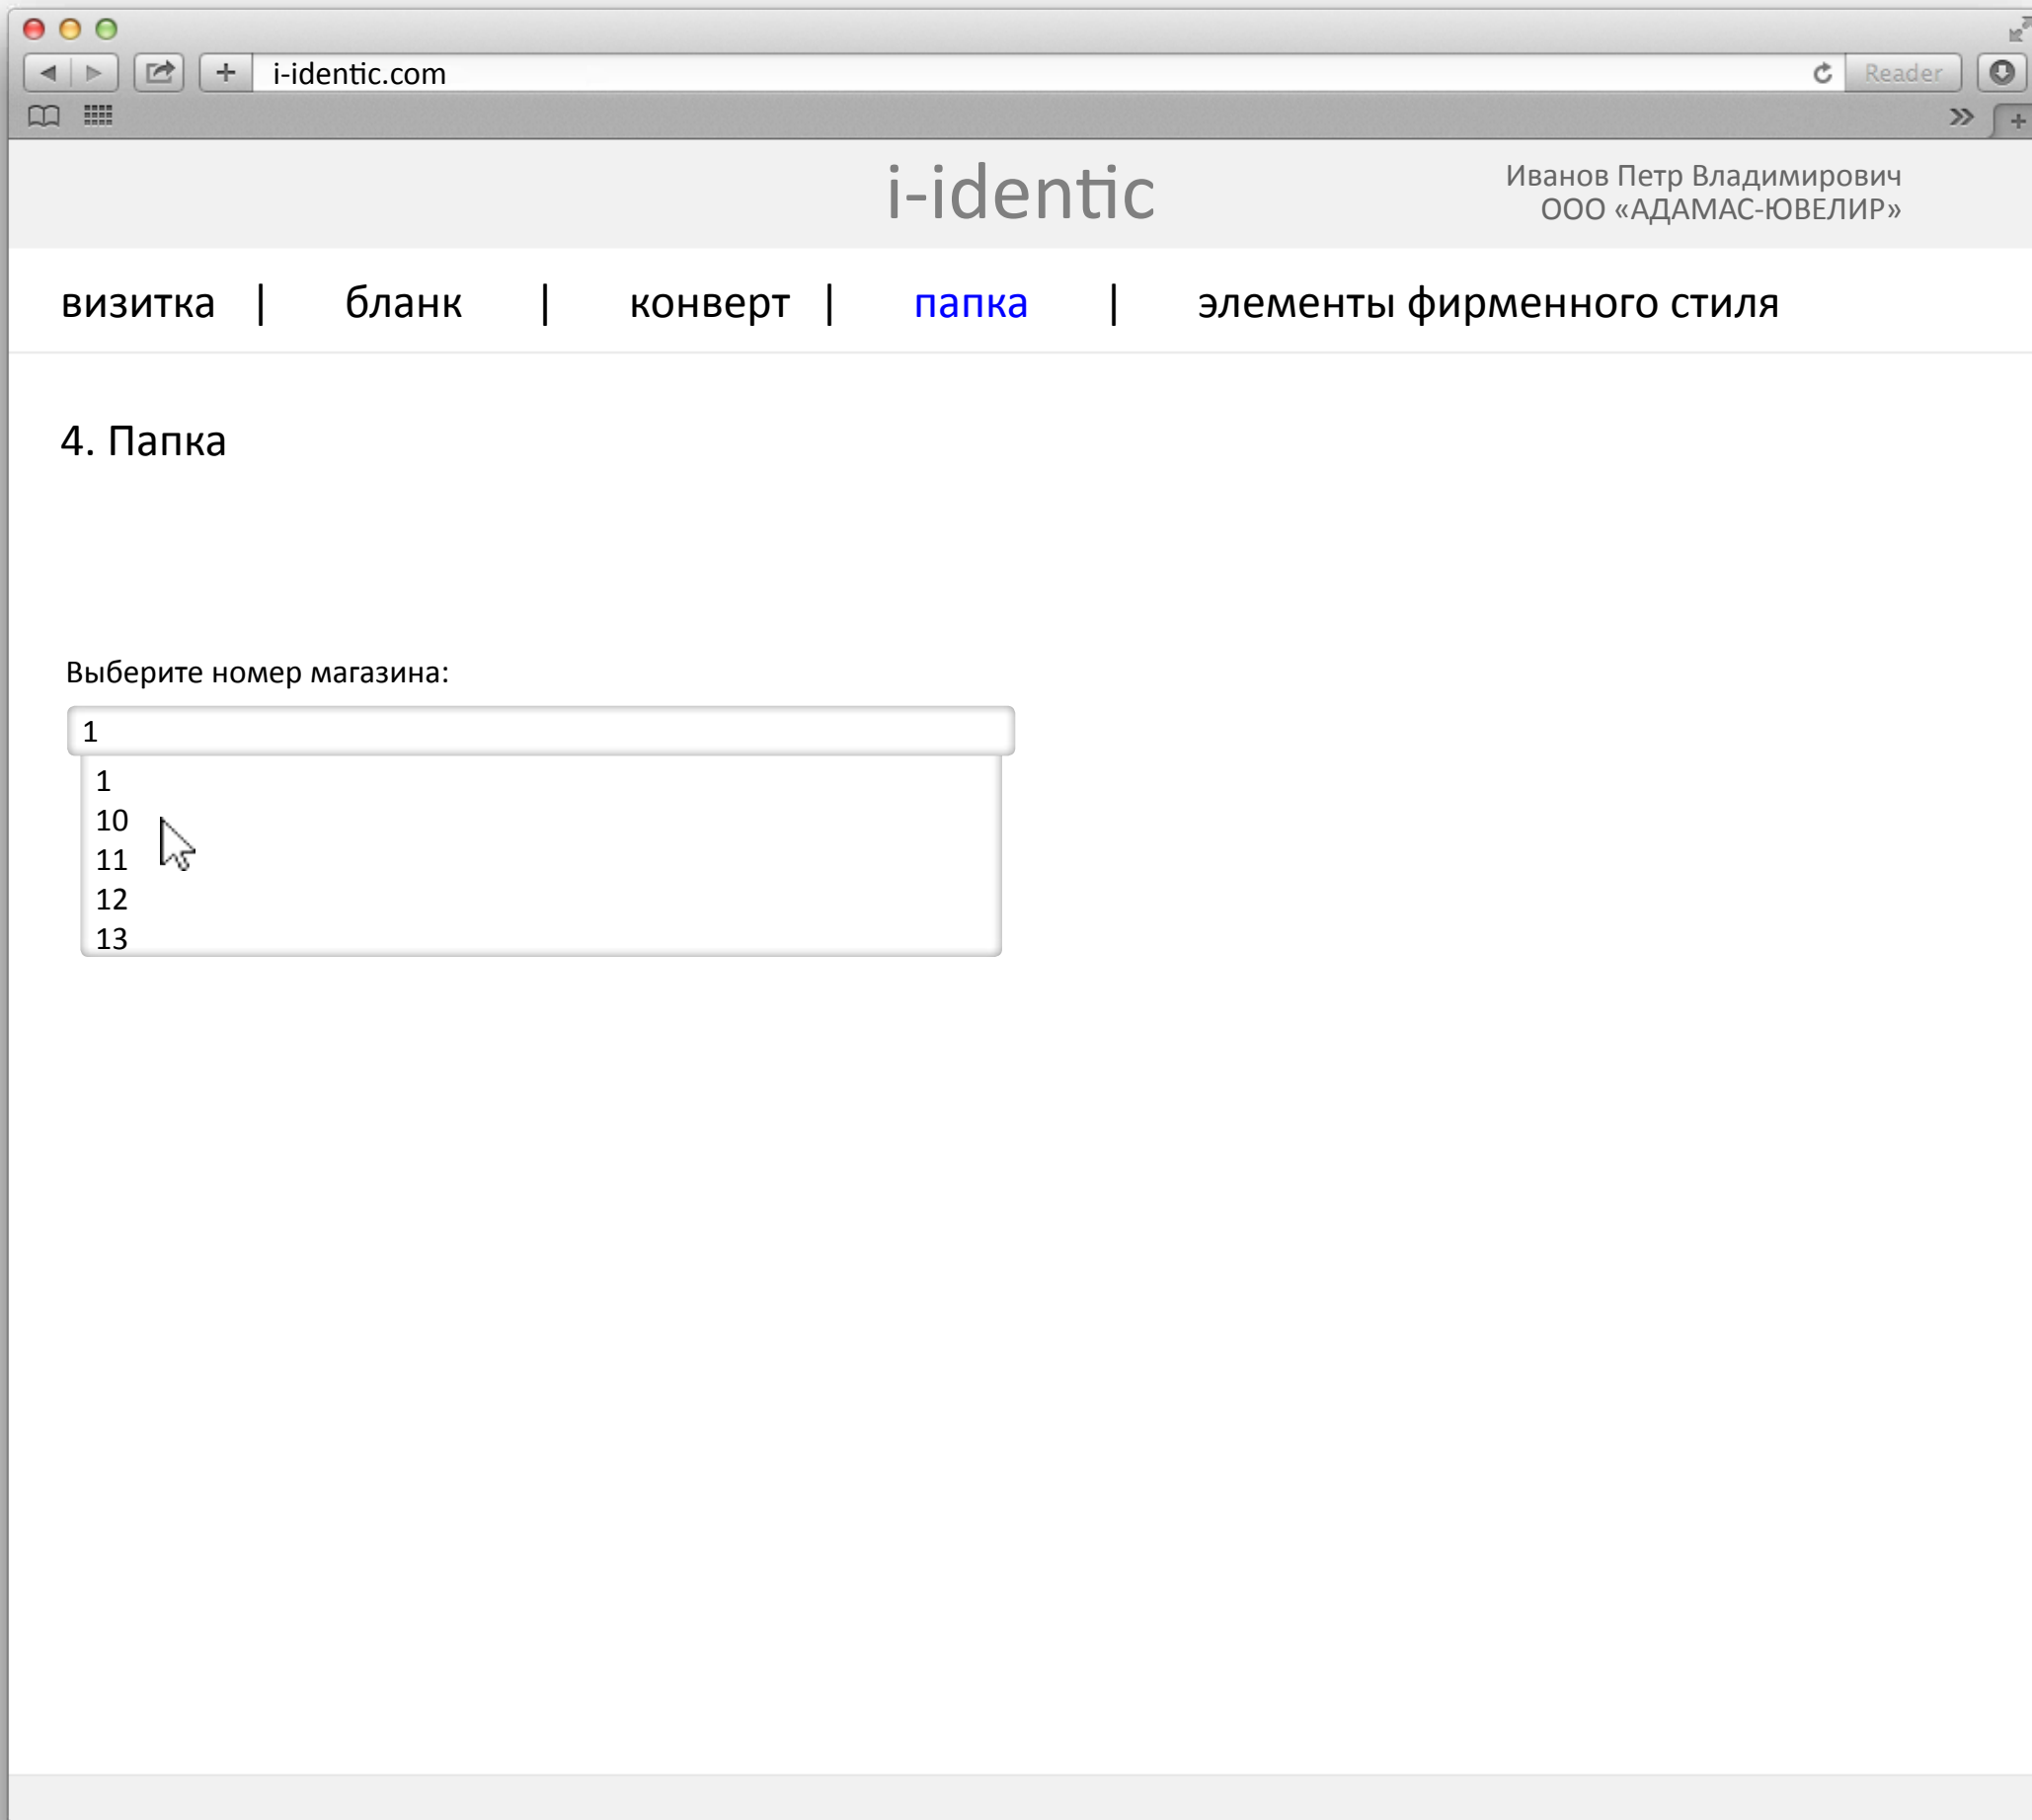 i-identic.com
Reader
i-identic
Иванов Петр Владимирович
ООО «АДАМАС-ЮВЕЛИР»
визитка | бланк | конверт | папка | элементы фирменного стиля
4. Папка
Выберите номер магазина:
1
1
10
11
12
13